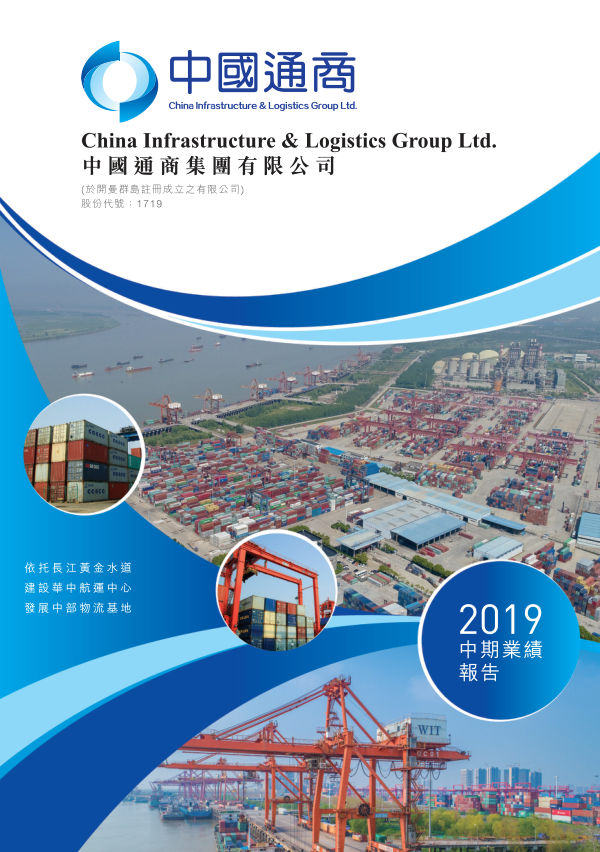 中國通商
China Infrastructure & Logistics Group Ltd.
China Infrastructure & Logistics Group Ltd.
中國通商集團有限公司
(於開曼群島註冊成立之有限公司)
股份代號：1719
依托長江黃金水道
建設華中航運中心
發展中部物流基地
2019
中期業績
報告
WIT